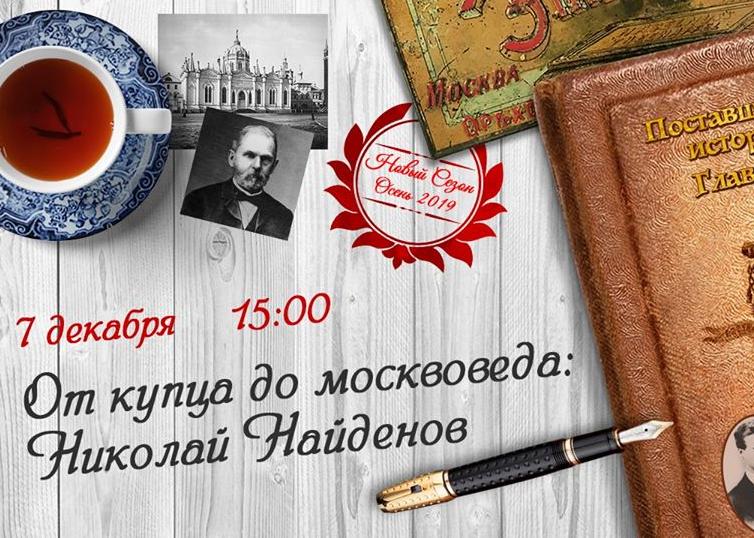 МОСКВА
Новый Сезон
Осень 2019
Поставщ
истор
Глав
7 декабря 15:00
От купца до москвоведа:
Николай Найденов